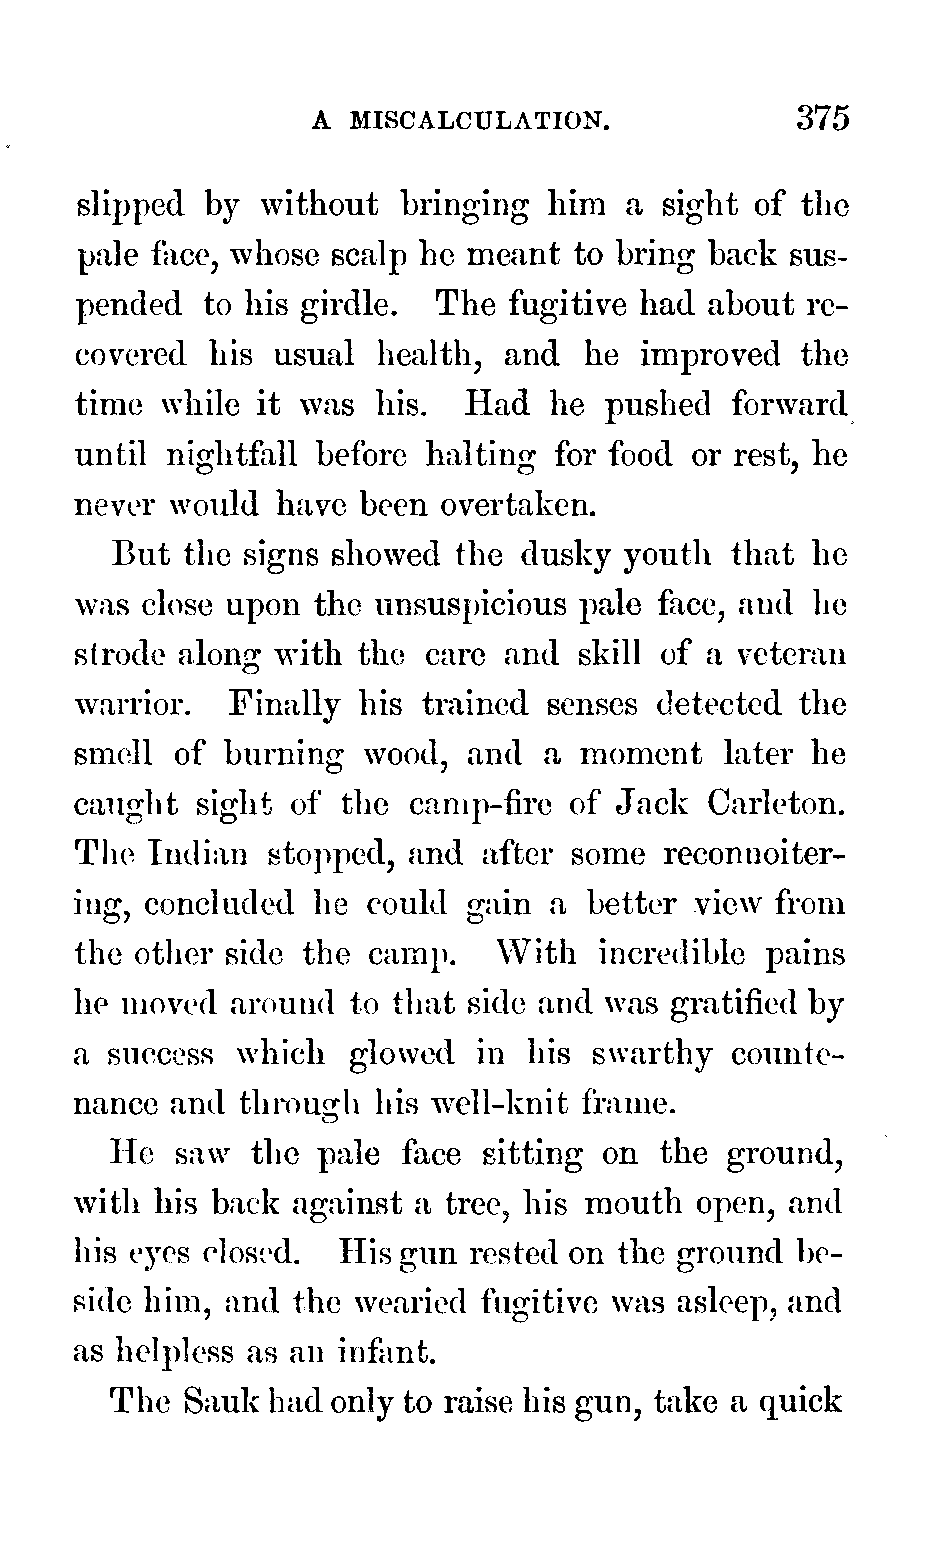 A MISCALCULATION. 375
slipped by without bringing him a sight of the
pale face, whose scalp he meant to bring back sus-
pended to his girdle. The fugitive had about re-
covered his usual health, and he improved the
time while it was his. Had he pushed forward
until nightfall before halting for food or rest, he
never would have been overtaken.
But the signs showed the dusky youth that he
was close upon the unsuspicious pale face, and he
strode along with the care and skill of a veteran
warrior. Finally his trained senses detected the
smell of burning wood, and a moment later he
caught sight of the camp-fire of Jack Carleton.
The Indian stopped, and after some reconnoiter-
ing, concluded he could gain a better view from
the other side the camp. With incredible pains
he moved around to that side and was gratified by
a success which glowed in his swarthy counte-
nance and through his well-knit frame.
He saw the pale face sitting on the ground,
with his back against a tree, his mouth open, and
his eyes closed. His gun rested on the ground be-
side him, and the wearied fugitive was asleep, and
as helpless as an infant.
The Sauk had only to raise his gun, take a quick